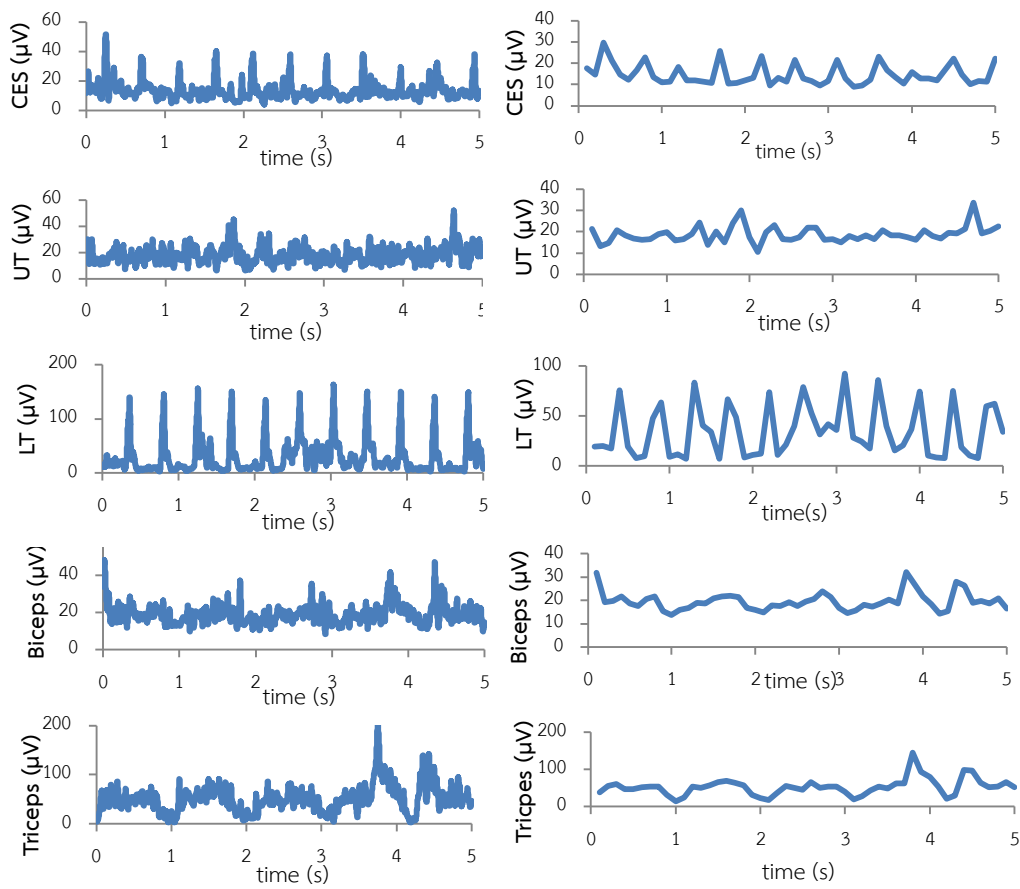 CES (µV)
60
40
20
0
0 1 2 3 4 5
time (s)
CES (µV)
40
30
20
10
0
0 1 2 3 4 5
time (s)
UT (µV)
60
40
20
0
0 1 2 3 4
time (s)
UT (µV)
40
30
20
10
0
0 1 2 3 4 5
time (s)
LT (µV)
200
100
0
0 1 2 3 4 5
time (s)
LT (µV)
100
50
0
0 1 2 3 4 5
time(s)
Biceps (µV)
40
20
0
0 1 2 3 4 5
time (s)
Biceps (µV)
40
30
20
10
0
0 1 2 3 4 5
time (s)
Triceps (µV)
200
100
0
0 1 2 3 4 5
time (s)
Tricpes (µV)
200
100
0
0 1 2 3 4 5
time (s)